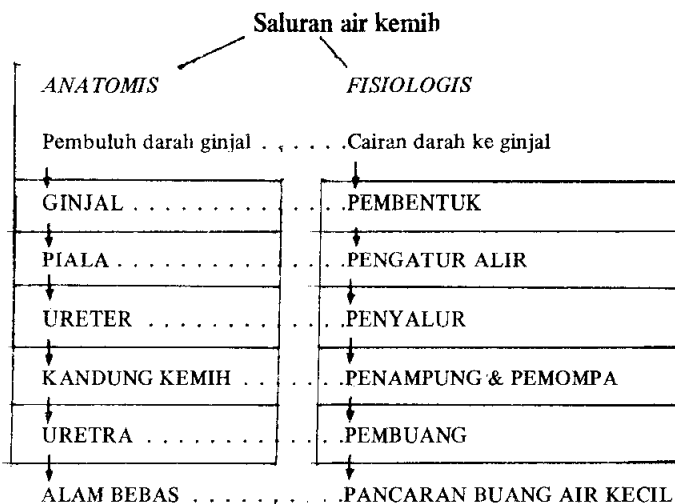 Saluran air kemih
ANATOMIS FISIOLOGIS
Pembuluh darah ginjal . . . . . . Cairan darah ke ginjal
GINJAL . . . . . . . . . . . . . . . PEMBENTUK
PIALA . . . . . . . . . . . . . . . . PENGATUR ALIR
URETER . . . . . . . . . . . . . . PENYALUR
KANDUNG KEMIH . . . . . . . PENAMPUNG & PEMOMPA
URETRA . . . . . . . . . . . . . . PEMBUANG
ALAM BEBAS . . . . . . . . . . . PANCARAN BUANG AIR KECIL